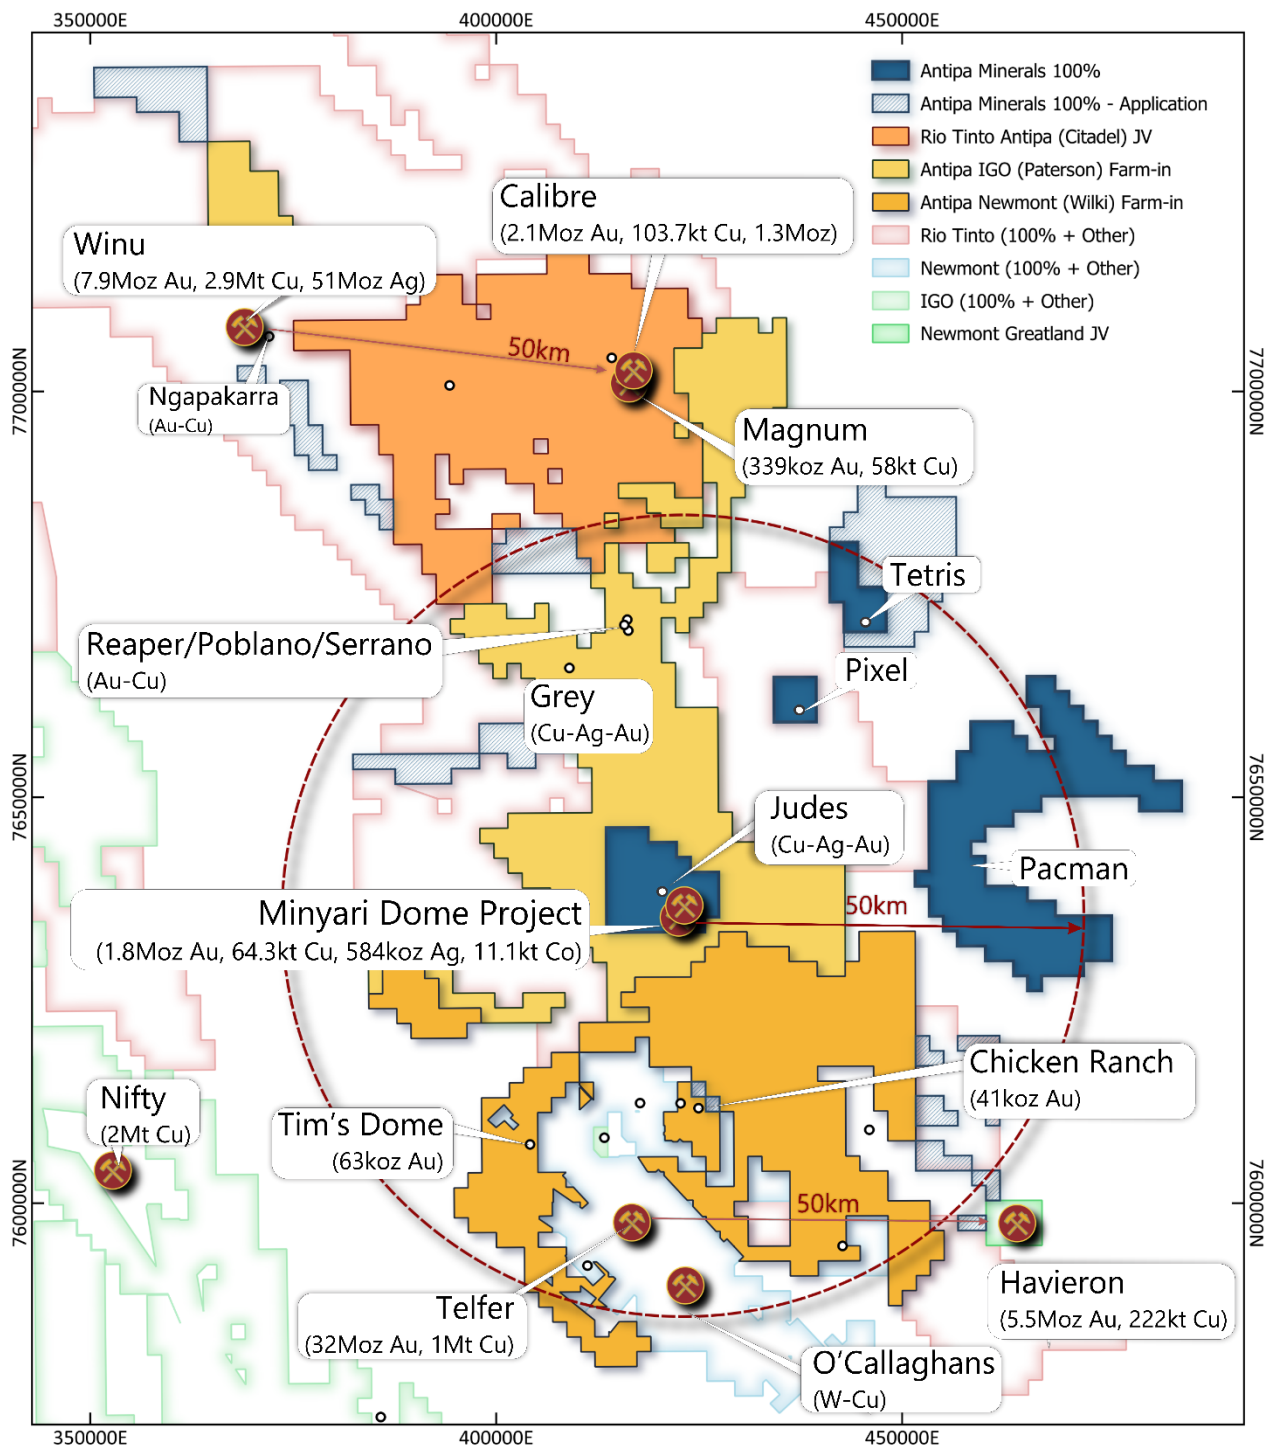 350000E
400000E
450000E
Antipa Minerals 100%
Antipa Minerals 100% - Application
Rio Tinto Antipa (Citadel) JV
Antipa IGO (Paterson) Farm-in
Antipa Newmont (Wilki) Farm-in
Rio Tinto (100% + Other)
Newmont (100% + Other)
IGO (100% + Other)
Newmont Greatland JV
Calibre
(2.1Moz Au, 103.7kt Cu, 1.3Moz)
Winu
(7.9Moz Au, 2.9Mt Cu, 51Moz Ag)
50km
7700000N
7700000N
Ngapakarra
(Au-Cu)
Magnum
(339koz Au, 58kt Cu)
Tetris
Reaper/Poblano/Serrano
(Au-Cu)
Pixel
Grey
(Cu-Ag-Au)
7650000N
7650000N
Judes
(Cu-Ag-Au)
Pacman
Minyari Dome Project
(1.8Moz Au, 64.3kt Cu, 584koz Ag, 11.1kt Co)
50km
Chicken Ranch
(41koz Au)
Nifty
(2Mt Cu)
Tim's Dome
(63koz Au)
7600000N
7600000N
50km
Havieron
(5.5Moz Au, 222kt Cu)
Telfer
(32Moz Au, 1Mt Cu)
O'Callaghans
(W-Cu)
350000E
400000E
450000E